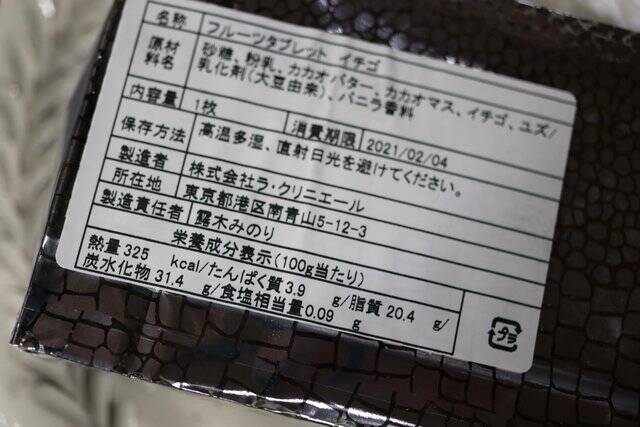 名称 フルーツタブレット イチゴ
原材料名 砂糖、粉乳、カカオバター、カカオマス、イチゴ、ユズ/
乳化剤(大豆由来)、バニラ香料
内容量 1枚 消費期限 2021/02/04
保存方法 高温多湿、直射日光を避けてください。
製造者 株式会社ラ・クリニエール
所在地 東京都港区南青山5-12-3
製造責任者 露木みのり
栄養成分表示(100g当たり)
熱量 325 kcal/たんぱく質 3.9 g/脂質 20.4 g/
炭水化物 31.4 g/食塩相当量 0.09 g
プラ